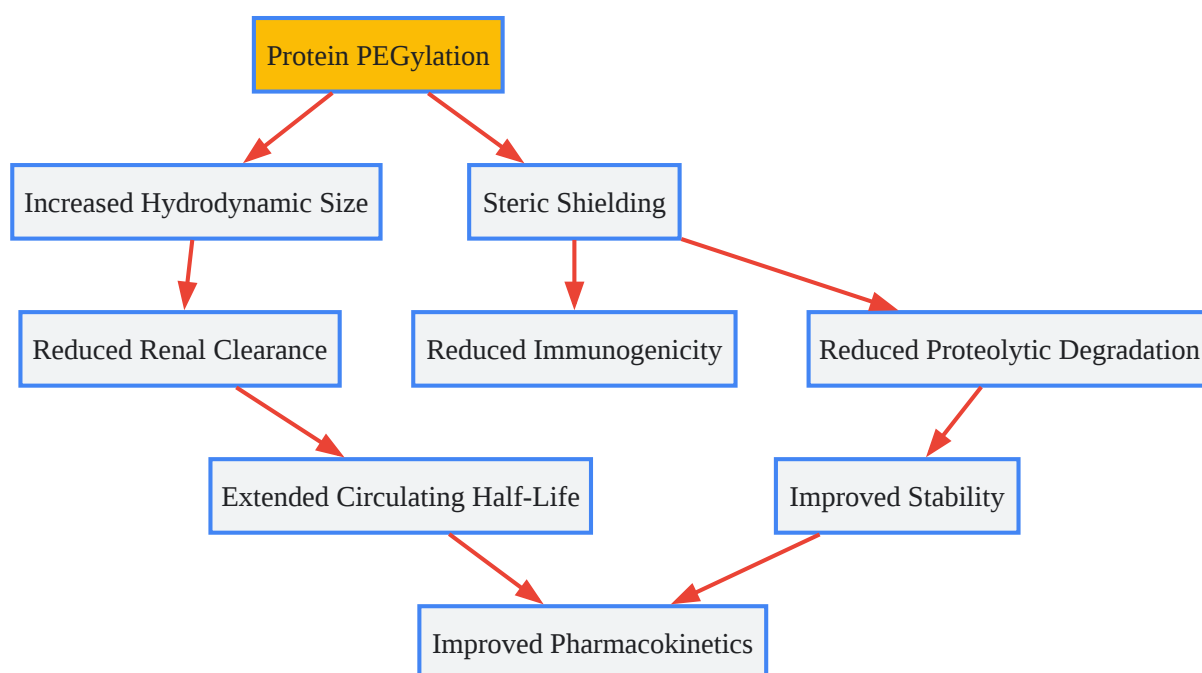 Protein PEGylation
Increased Hydrodynamic Size
Steric Shielding
Reduced Renal Clearance
Reduced Immunogenicity
Reduced Proteolytic Degradation
Extended Circulating Half-Life
Improved Stability
Improved Pharmacokinetics